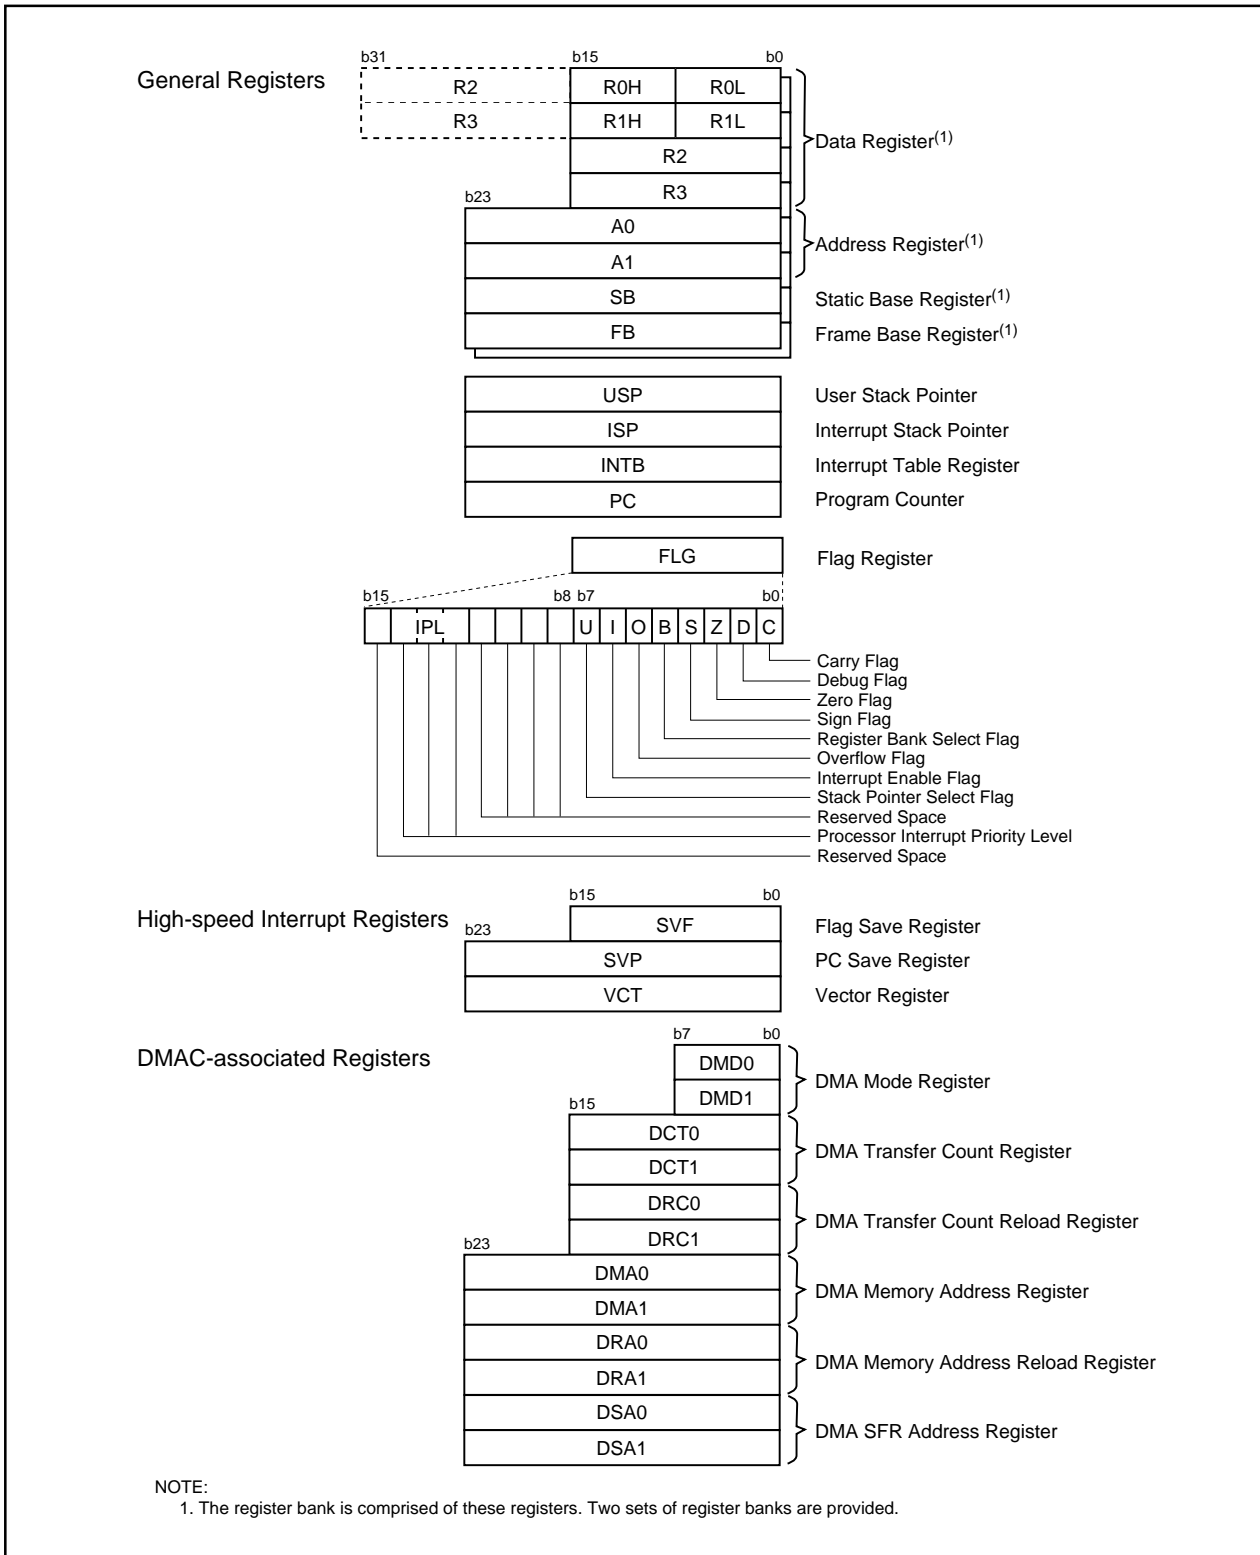 b31 b15 b0
General Registers R2 R0H R0L
R3 R1H R1L
Data Register(1)
R2
R3
b23
A0
Address Register(1)
A1
SB Static Base Register(1)
FB Frame Base Register(1)
USP User Stack Pointer
ISP Interrupt Stack Pointer
INTB Interrupt Table Register
PC Program Counter
FLG Flag Register
b15 b8 b7 b0
IPL U I O B S Z D C
Carry Flag
Debug Flag
Zero Flag
Sign Flag
Register Bank Select Flag
Overflow Flag
Interrupt Enable Flag
Stack Pointer Select Flag
Reserved Space
Processor Interrupt Priority Level
Reserved Space
b15 b0
High-speed Interrupt Registers SVF Flag Save Register
b23
SVP PC Save Register
VCT Vector Register
b7 b0
DMAC-associated Registers DMD0
DMA Mode Register
DMD1
b15
DCT0
DMA Transfer Count Register
DCT1
DRC0
DMA Transfer Count Reload Register
DRC1
b23
DMA0
DMA Memory Address Register
DMA1
DRA0
DMA Memory Address Reload Register
DRA1
DSA0
DMA SFR Address Register
DSA1
NOTE:
1. The register bank is comprised of these registers. Two sets of register banks are provided.